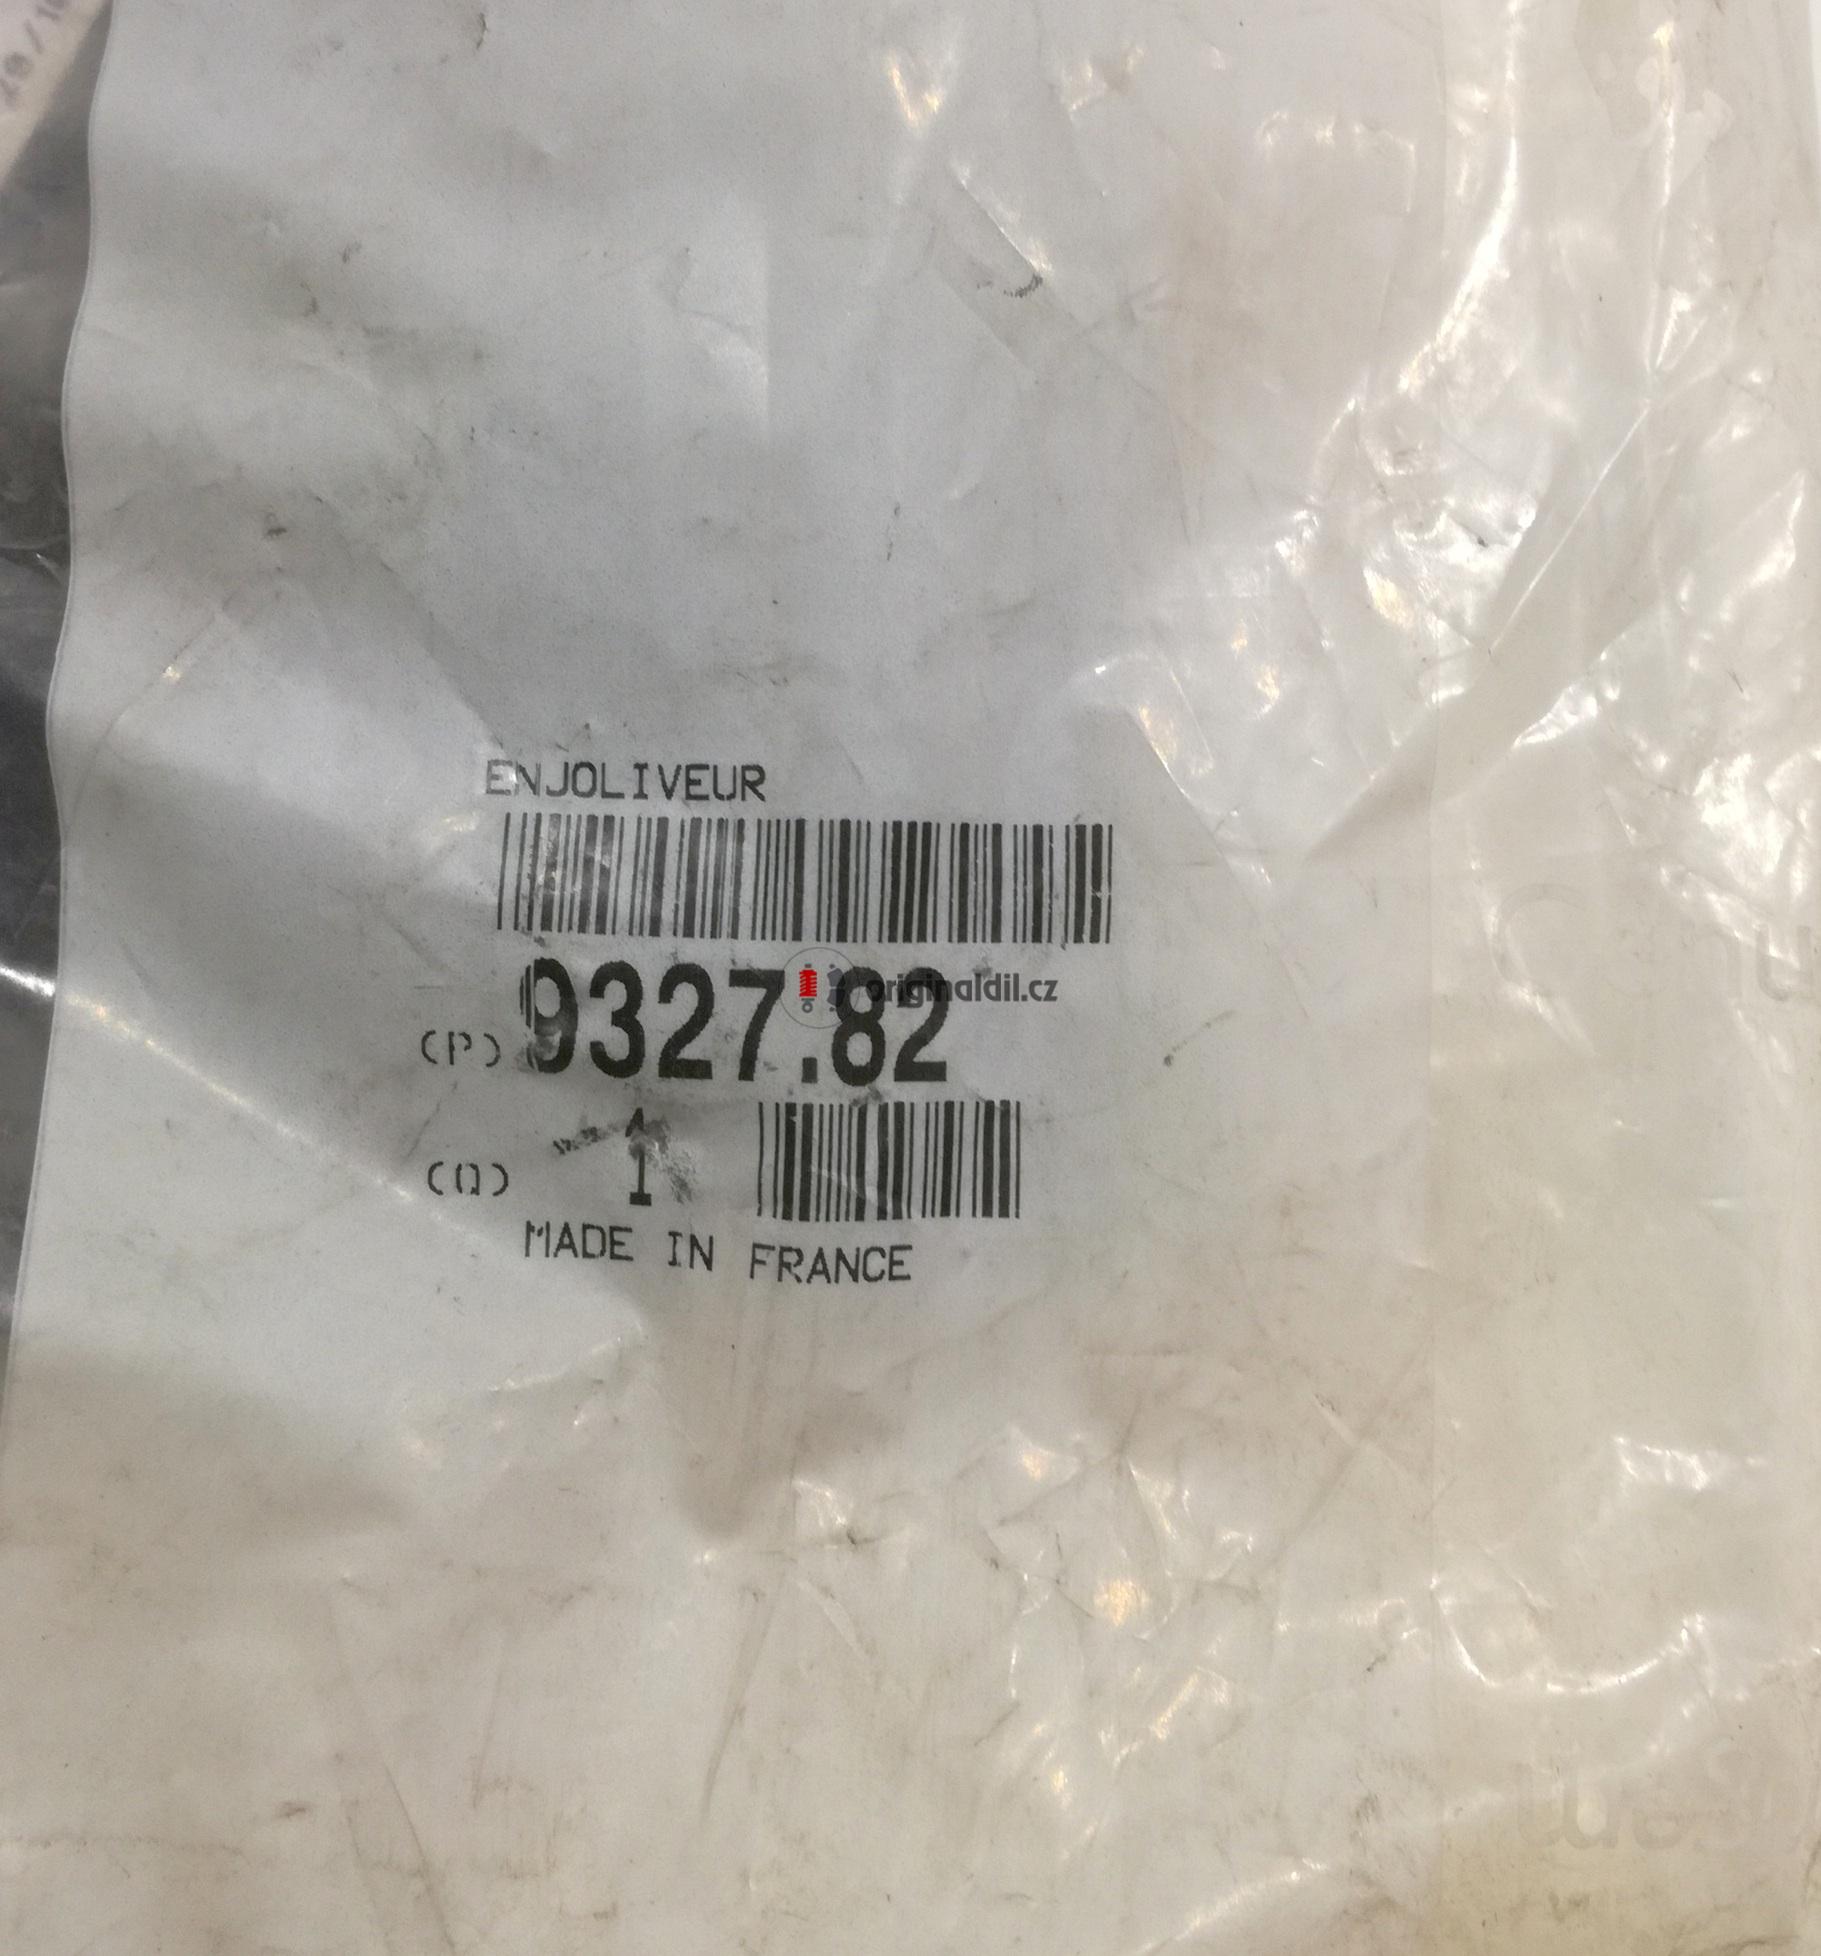 ENJOLIVEUR
(P) 9327.82
originaldil.cz
(Q) 1
MADE IN FRANCE